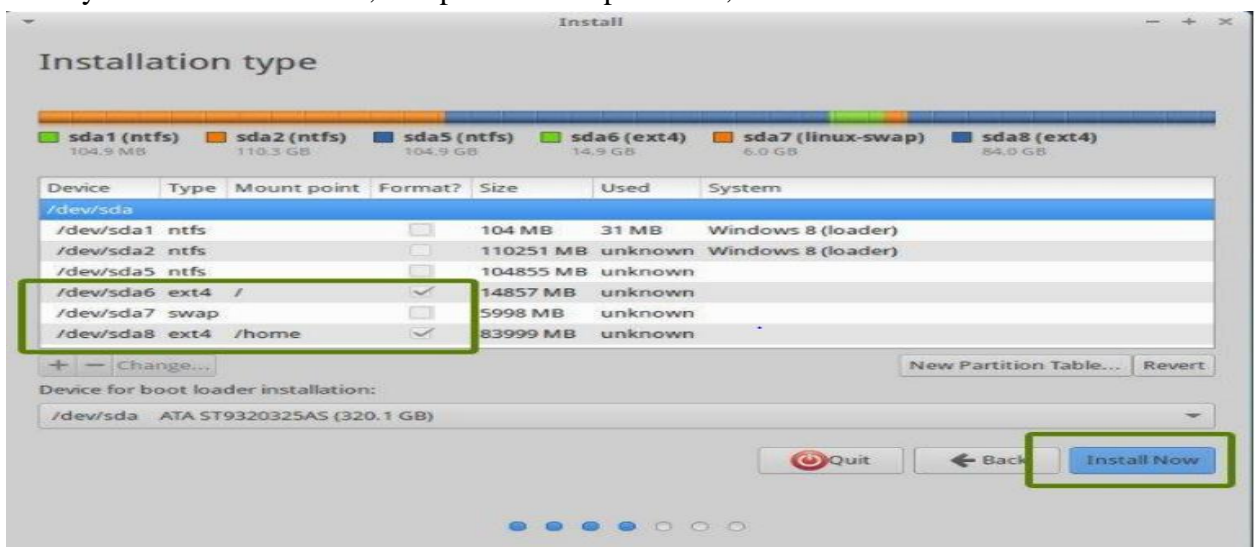 Install
Installation type
sda1 (ntfs) sda2 (ntfs) sda5 (ntfs) sda6 (ext4) sda7 (linux-swap) sda8 (ext4)
104.9 MB 110.3 GB 104.9 GB 14.9 GB 6.0 GB 84.0 GB
Device Type Mount point Format? Size Used System
/dev/sda
/dev/sda1 ntfs 104 MB 31 MB Windows 8 (loader)
/dev/sda2 ntfs 110251 MB unknown Windows 8 (loader)
/dev/sda5 ntfs 104855 MB unknown
/dev/sda6 ext4 / 14857 MB unknown
/dev/sda7 swap 5998 MB unknown
/dev/sda8 ext4 /home 83999 MB unknown
+ - Change... New Partition Table... Revert
Device for boot loader installation:
/dev/sda ATA ST9320325AS (320.1 GB)
Quit Back Install Now